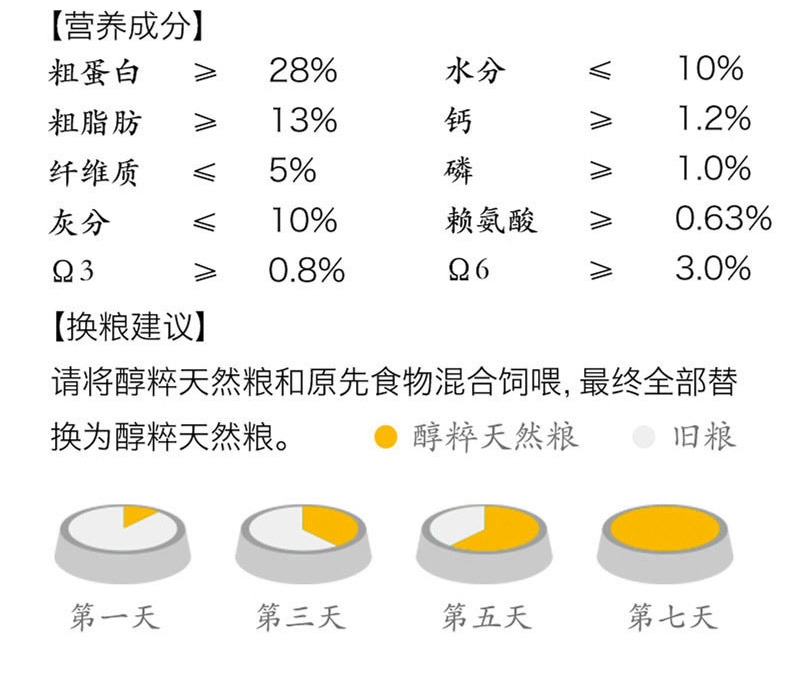 【营养成分】
粗蛋白 ≥ 28% 水分 ≤ 10%
粗脂肪 ≥ 13% 钙 ≥ 1.2%
纤维质 ≤ 5% 磷 ≥ 1.0%
灰分 ≤ 10% 赖氨酸 ≥ 0.63%
Ω3 ≥ 0.8% Ω6 ≥ 3.0%
【换粮建议】
请将醇粹天然粮和原先食物混合饲喂,最终全部替
换为醇粹天然粮。 醇粹天然粮 旧粮
第一天 第三天 第五天 第七天